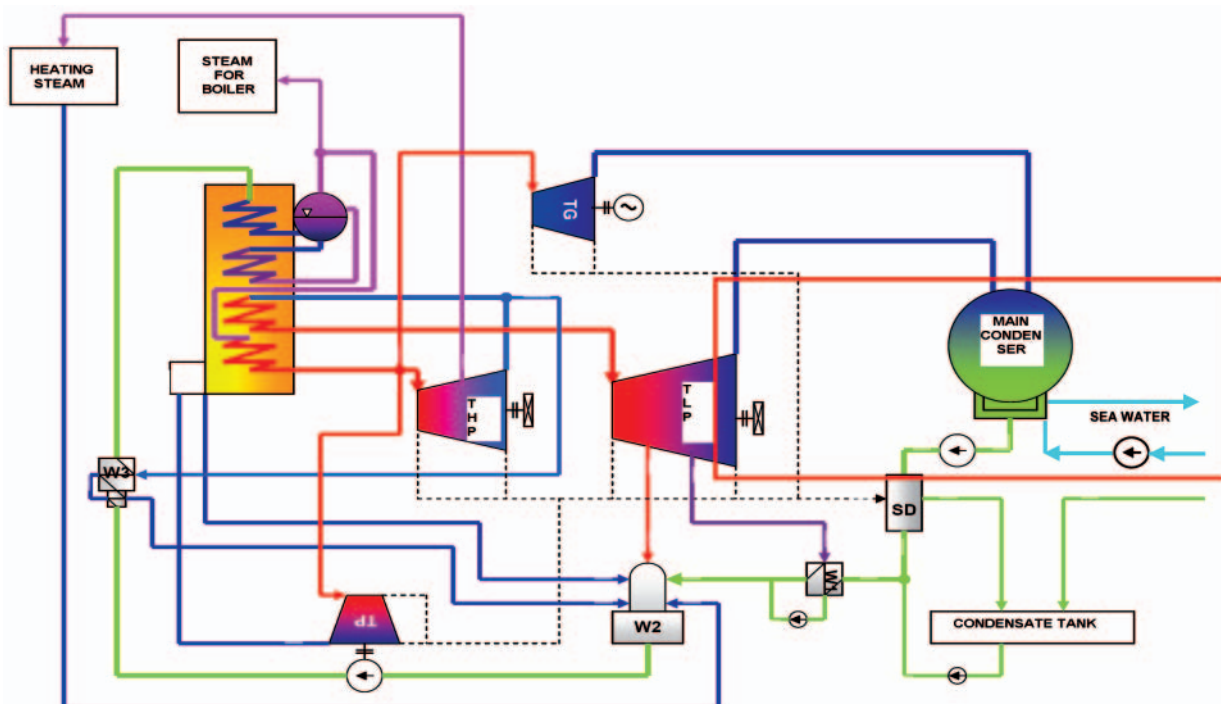 HEATING
STEAM
STEAM
FOR
BOILER
TG
~
MAIN
CONDEN
SER
T
H
P
T
L
P
SEA WATER
W3
SD
W1
TP
W2
CONDENSATE TANK